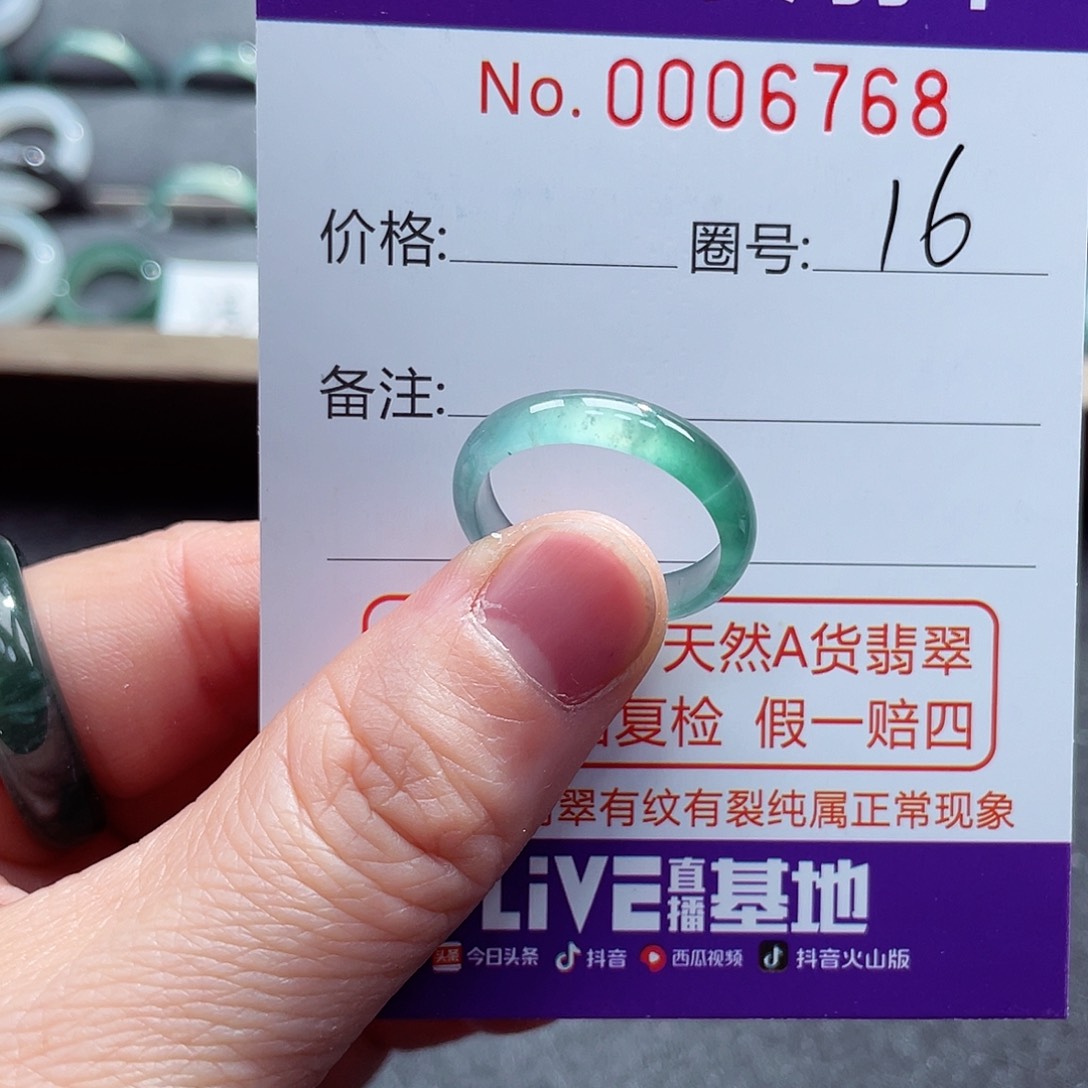 No. 0006768
价格: 圈号: 16
备注:
天然A货翡翠
复检 假一赔四
翠有纹有裂纯属正常现象
LiVE直播基地
头条 今日头条 抖音 西瓜视频 抖音火山版